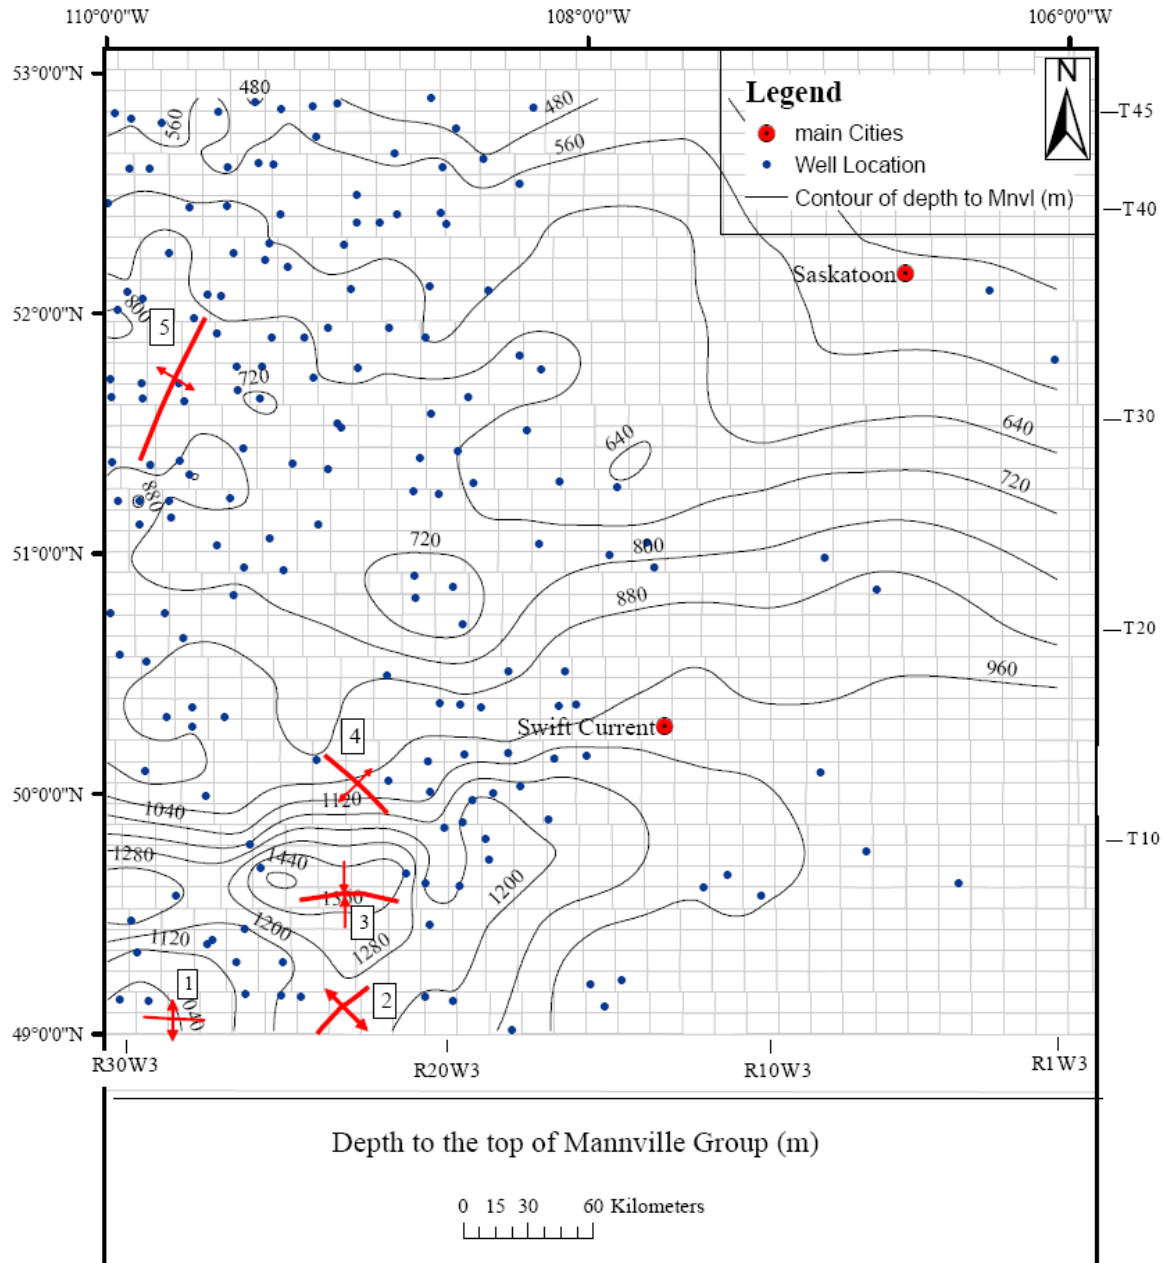 110°0'0"W 108°0'0"W 106°0'0"W
53°0'0"N
480
480
560
560
Legend
N
main Cities
Well Location
Contour of depth to Mnvl (m)
T45
T40
Saskatoon
52°0'0"N
800
5
720
T30
640
640
720
880
51°0'0"N
720
800
880
T20
960
Swift Current
4
50°0'0"N
1040
1120
T10
1280
1440
1200
3
1200
1120
1280
1
2
49°0'0"N
R30W3 R20W3 R10W3 R1W3
Depth to the top of Mannville Group (m)
0 15 30 60 Kilometers